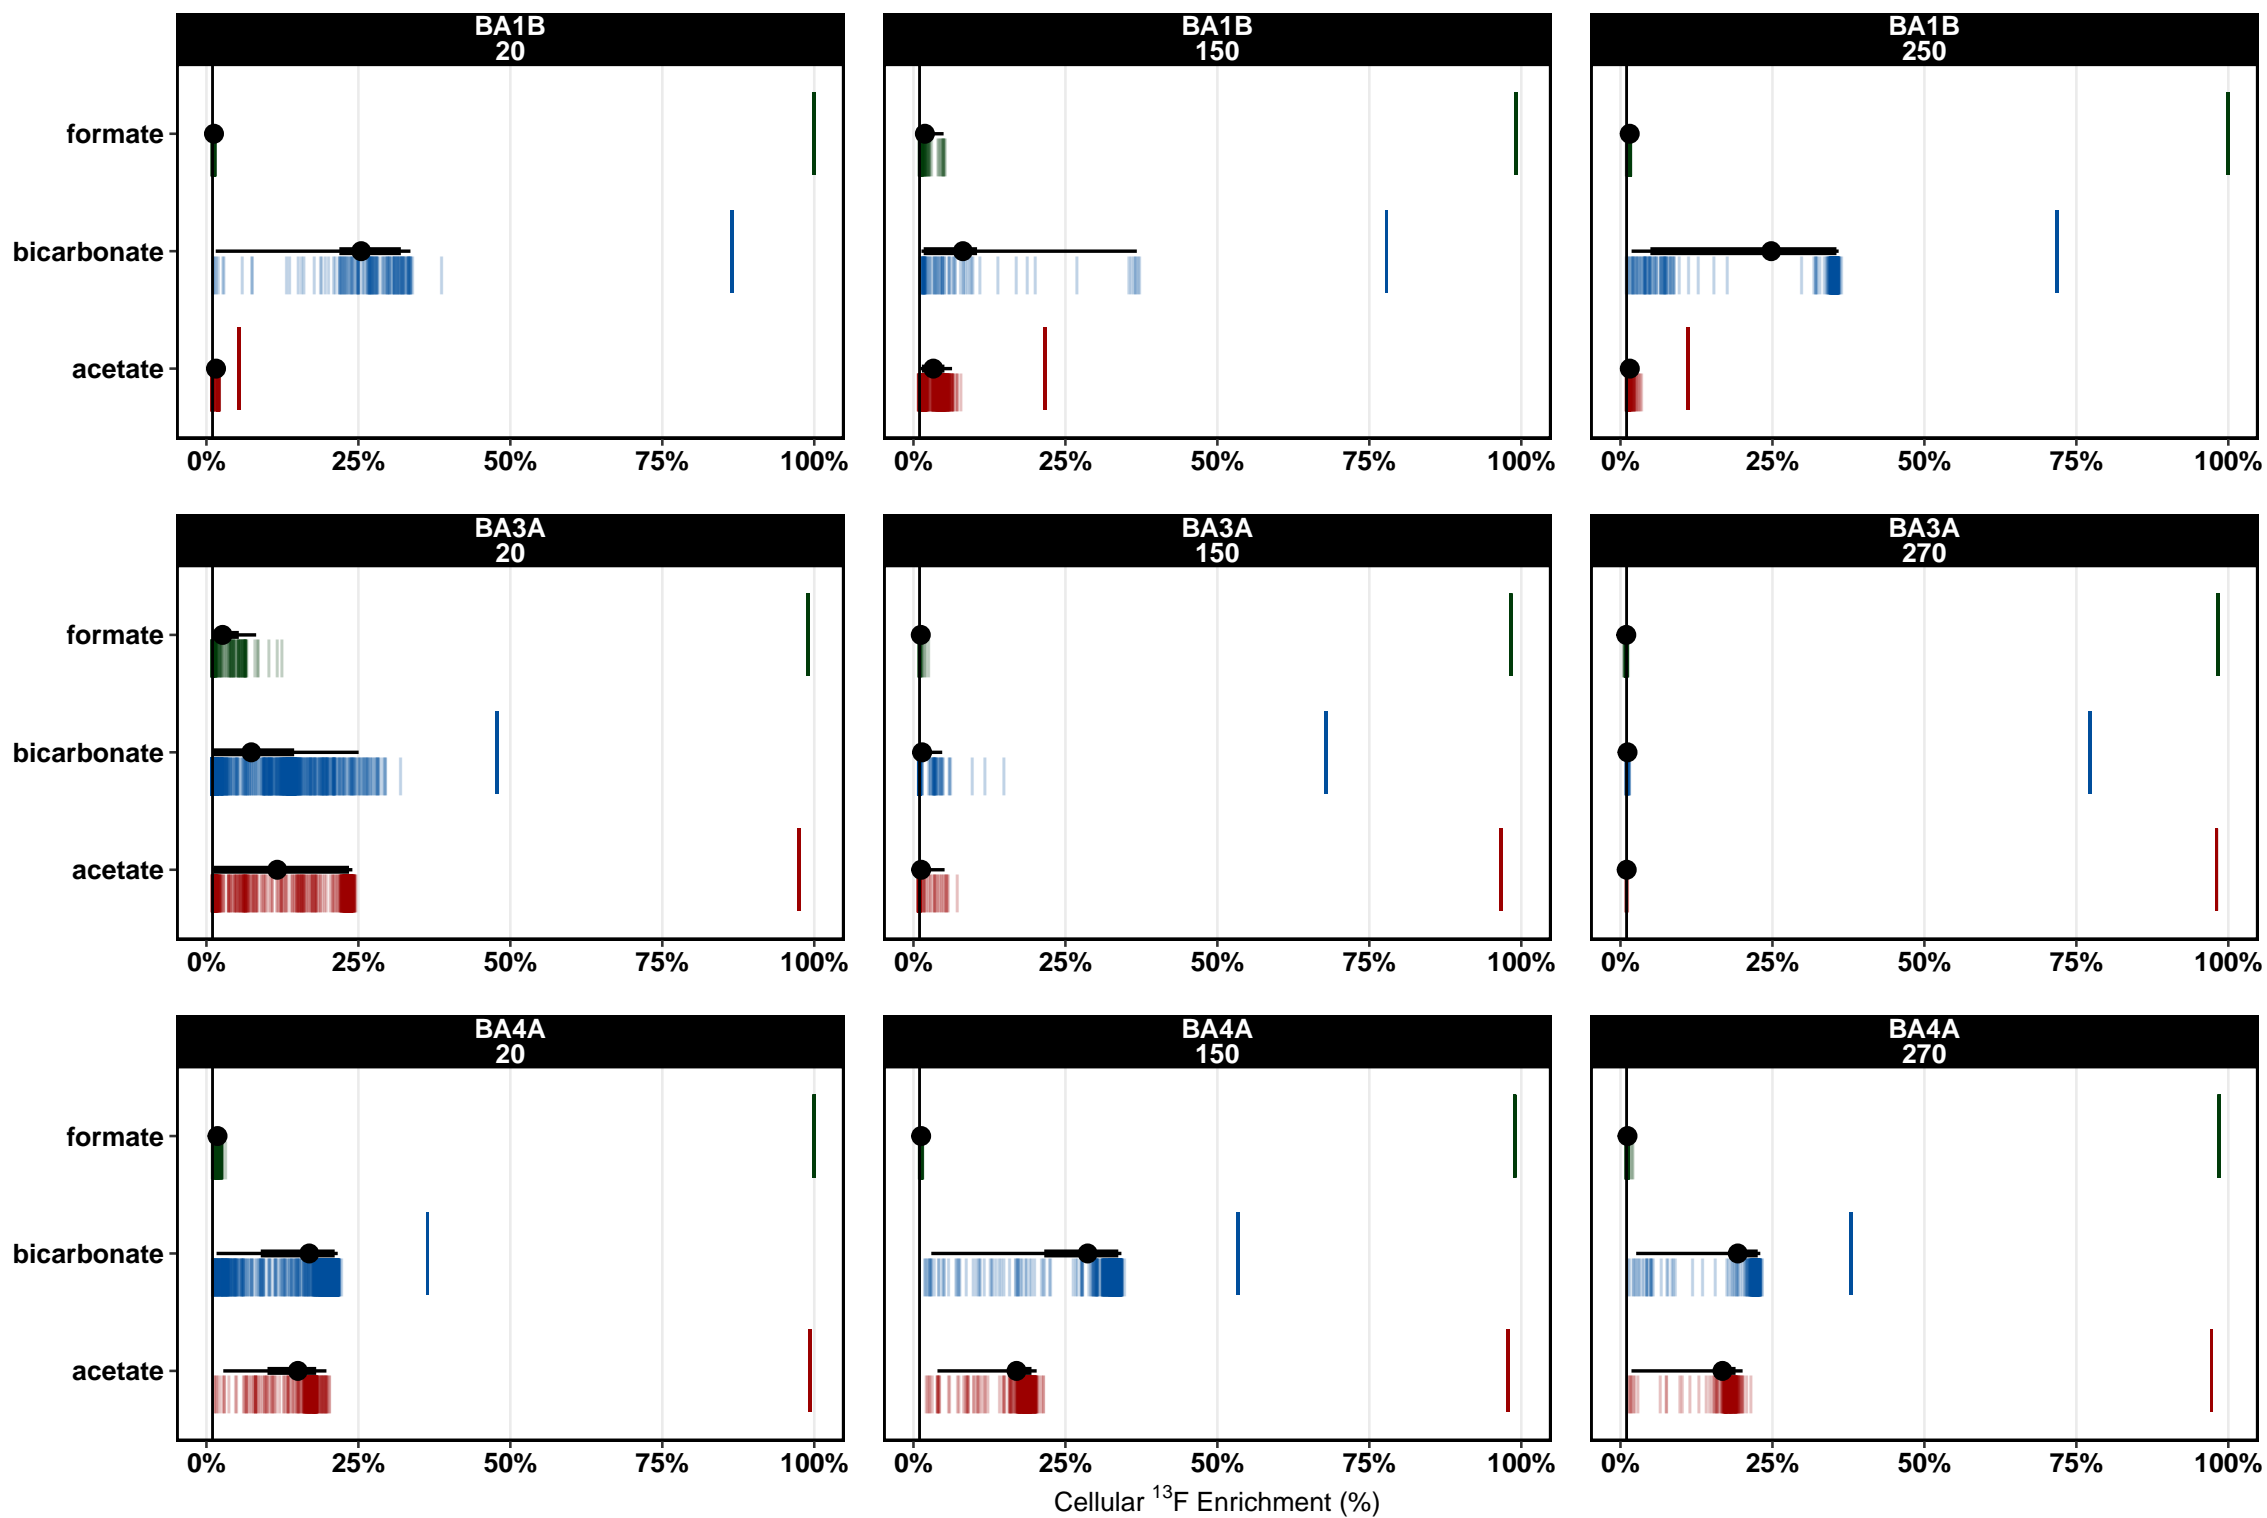 BA1B
20
BA1B
150
BA1B
250
formate
bicarbonate
acetate
0% 25% 50% 75% 100%
0% 25% 50% 75% 100%
0% 25% 50% 75% 100%
BA3A
20
BA3A
150
BA3A
270
formate
bicarbonate
acetate
0% 25% 50% 75% 100%
0% 25% 50% 75% 100%
0% 25% 50% 75% 100%
BA4A
20
BA4A
150
BA4A
270
formate
bicarbonate
acetate
0% 25% 50% 75% 100%
0% 25% 50% 75% 100%
0% 25% 50% 75% 100%
Cellular ¹³F Enrichment (%)